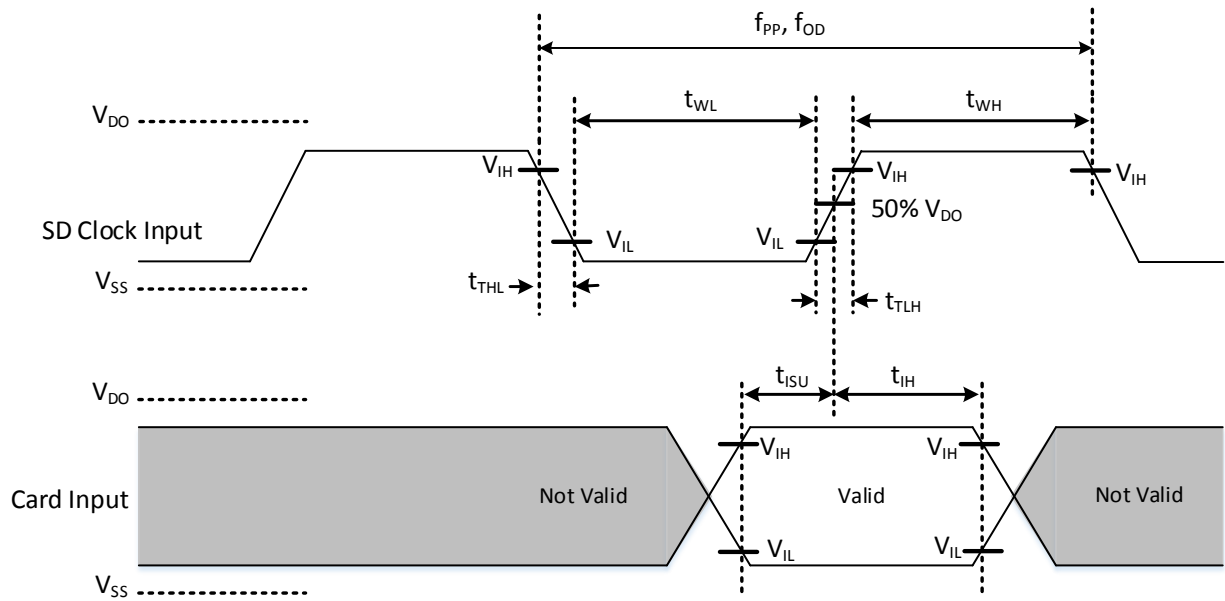 f_PP, f_OD
V_DO
t_WL
t_WH
V_IH
V_IH
V_IH
50% V_DO
SD Clock Input
V_IL
V_IL
V_SS
t_THL
t_TLH
V_DO
t_ISU
t_IH
V_IH
V_IH
Card Input
Not Valid
Valid
Not Valid
V_IL
V_IL
V_SS